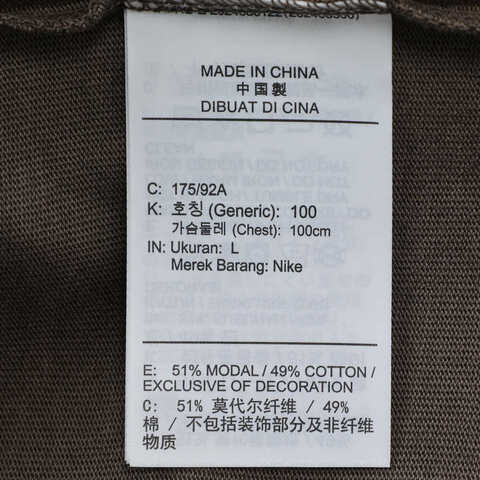 MADE IN CHINA
中国製
DIBUAT DI CINA
C: 175/92A
K: 호칭 (Generic): 100
가슴둘레 (Chest): 100cm
IN: Ukuran: L
Merek Barang: Nike
E: 51% MODAL / 49% COTTON /
EXCLUSIVE OF DECORATION
C: 51% 莫代尔纤维 / 49%
棉 / 不包括装饰部分及非纤维
物质